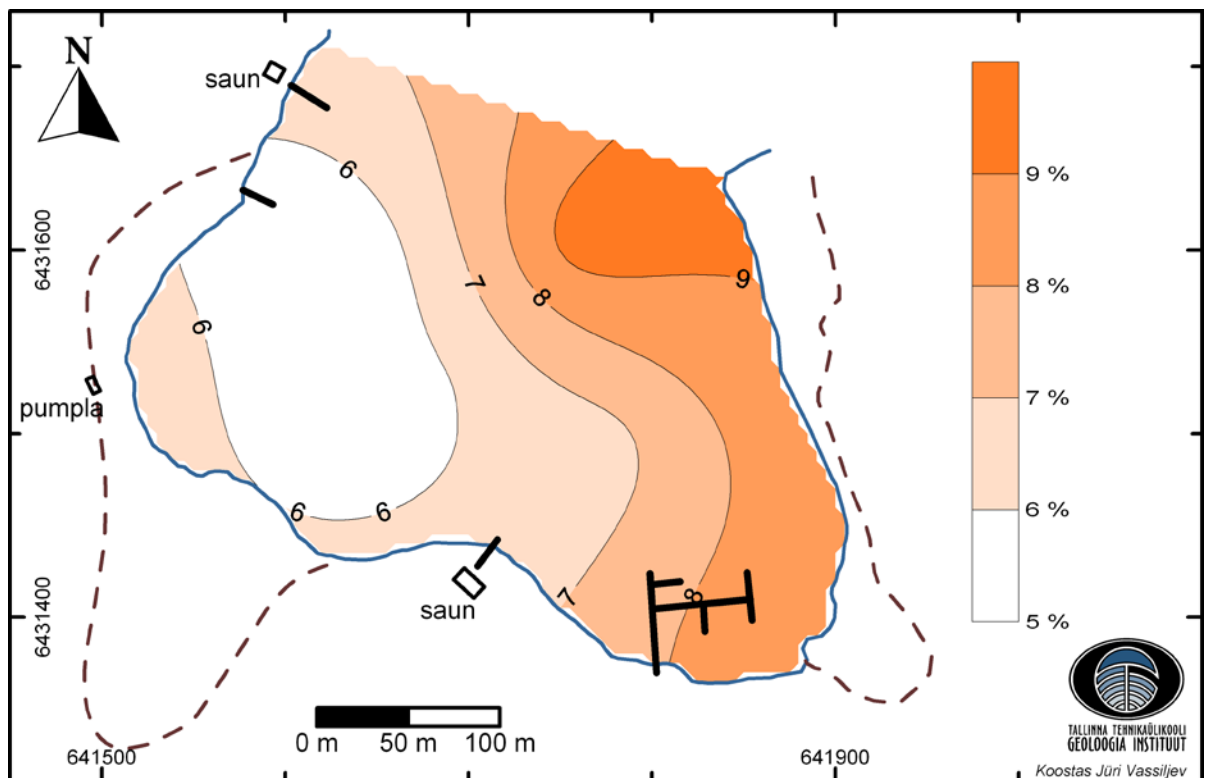 N
saun
6
9 %
6431600
7
8
9
8 %
6
7 %
pumpla
6 %
6
6
7
8
saun
5 %
6431400
0 m 50 m 100 m
641500
641900
TALLINNA TEHNIKAÜLIKOOLI
GEOLOOGIA INSTITUUT
Koostas Jüri Vassiljev